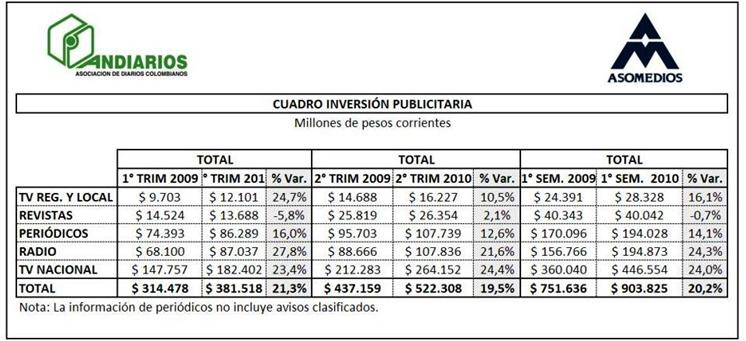 ANDIARIOS
ASOCIACION DE DIARIOS COLOMBIANOS
ASOMEDIOS
CUADRO INVERSIÓN PUBLICITARIA
Millones de pesos corrientes
TOTAL TOTAL TOTAL
1° TRIM 2009 ° TRIM 201 % Var. 2° TRIM 2009 2° TRIM 2010 % Var. 1° SEM. 2009 1° SEM. 2010 % Var.
TV REG. Y LOCAL $ 9.703 $ 12.101 24,7% $ 14.688 $ 16.227 10,5% $ 24.391 $ 28.328 16,1%
REVISTAS $ 14.524 $ 13.688 -5,8% $ 25.819 $ 26.354 2,1% $ 40.343 $ 40.042 -0,7%
PERIÓDICOS $ 74.393 $ 86.289 16,0% $ 95.703 $ 107.739 12,6% $ 170.096 $ 194.028 14,1%
RADIO $ 68.100 $ 87.037 27,8% $ 88.666 $ 107.836 21,6% $ 156.766 $ 194.873 24,3%
TV NACIONAL $ 147.757 $ 182.402 23,4% $ 212.283 $ 264.152 24,4% $ 360.040 $ 446.554 24,0%
TOTAL $ 314.478 $ 381.518 21,3% $ 437.159 $ 522.308 19,5% $ 751.636 $ 903.825 20,2%
Nota: La información de periódicos no incluye avisos clasificados.